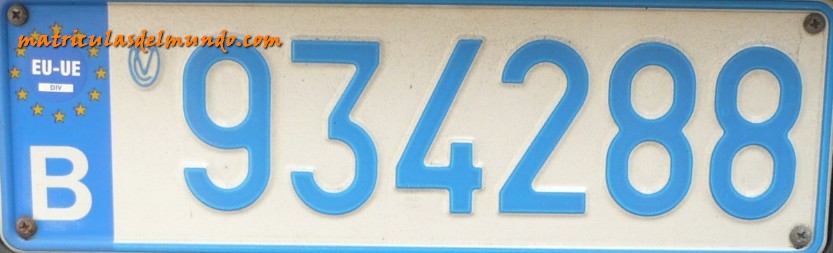 matriculasdelmundo.com
EU-UE
DIV
B
934288